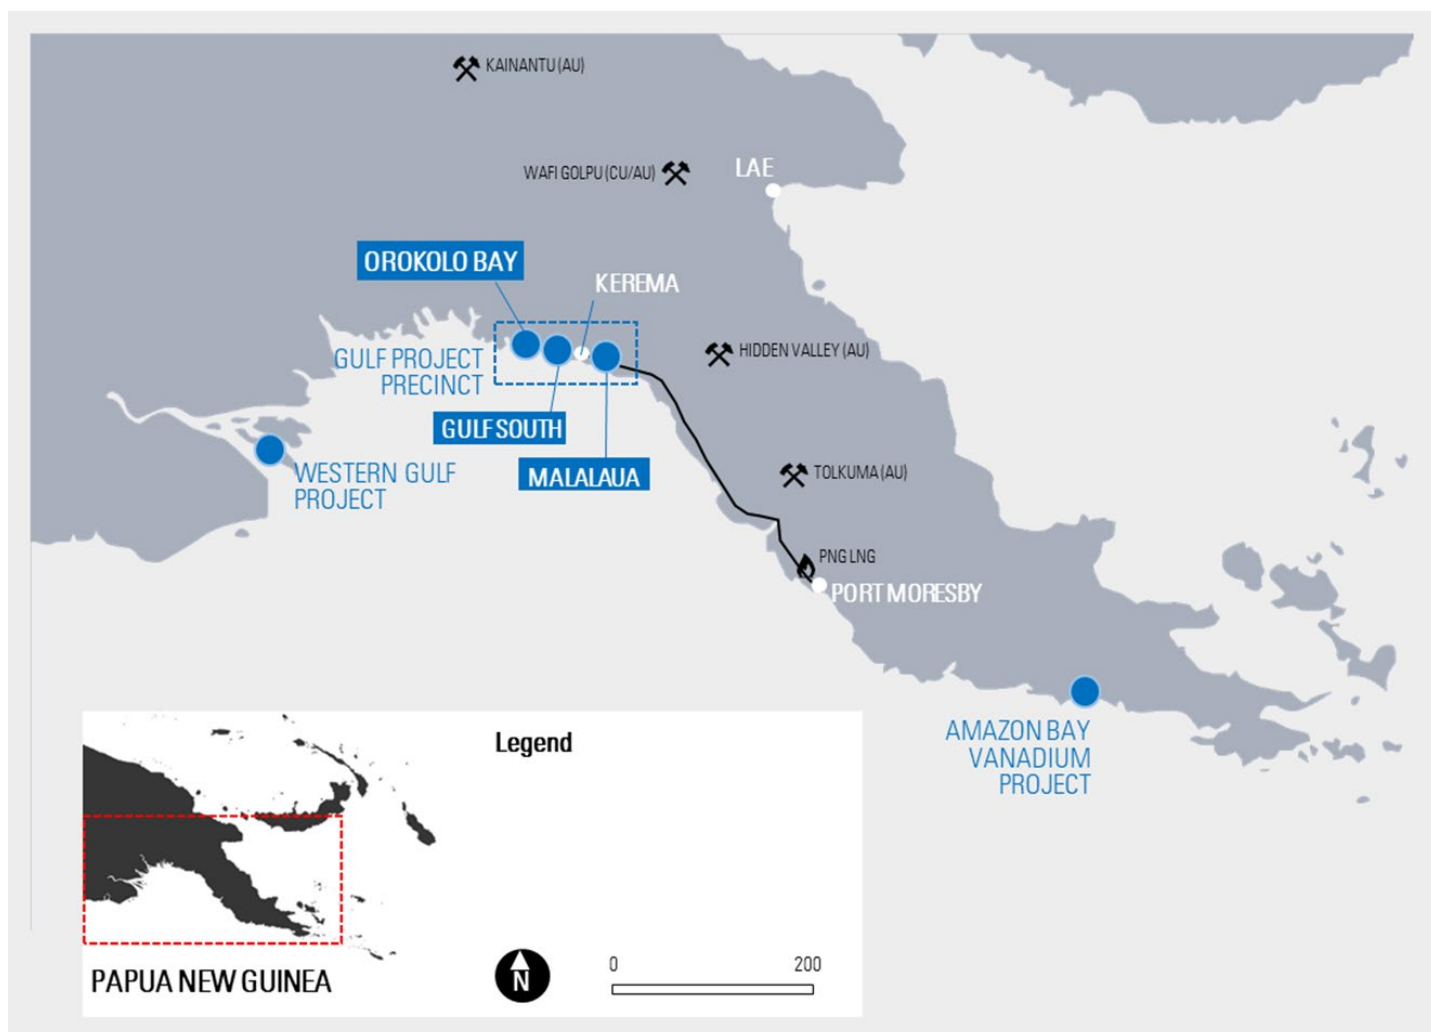 KAINANTU (AU)
WAFI GOLPU (CU/AU)
LAE
OROKOLO BAY
KEREMA
GULF PROJECT
PRECINCT
HIDDEN VALLEY (AU)
GULF SOUTH
WESTERN GULF
PROJECT
MALALAUA
TOLKUMA (AU)
PNG LNG
PORT MORESBY
AMAZON BAY
VANADIUM
PROJECT
Legend
PAPUA NEW GUINEA
N
0 200